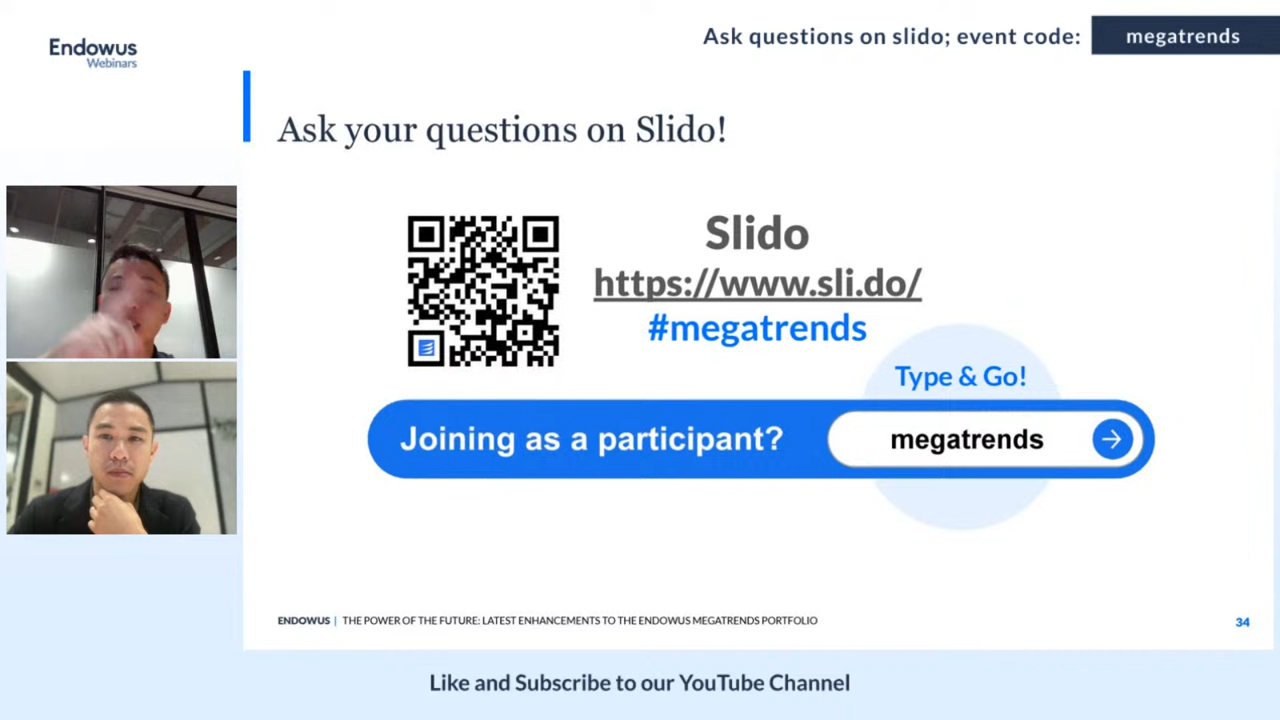 Endowus
Webinars
Ask questions on slido; event code:
megatrends
Ask your questions on Slido!
Slido
https://www.sli.do/
#megatrends
Type & Go!
Joining as a participant?
megatrends
ENDOWUS | THE POWER OF THE FUTURE: LATEST ENHANCEMENTS TO THE ENDOWUS MEGATRENDS PORTFOLIO
34
Like and Subscribe to our YouTube Channel